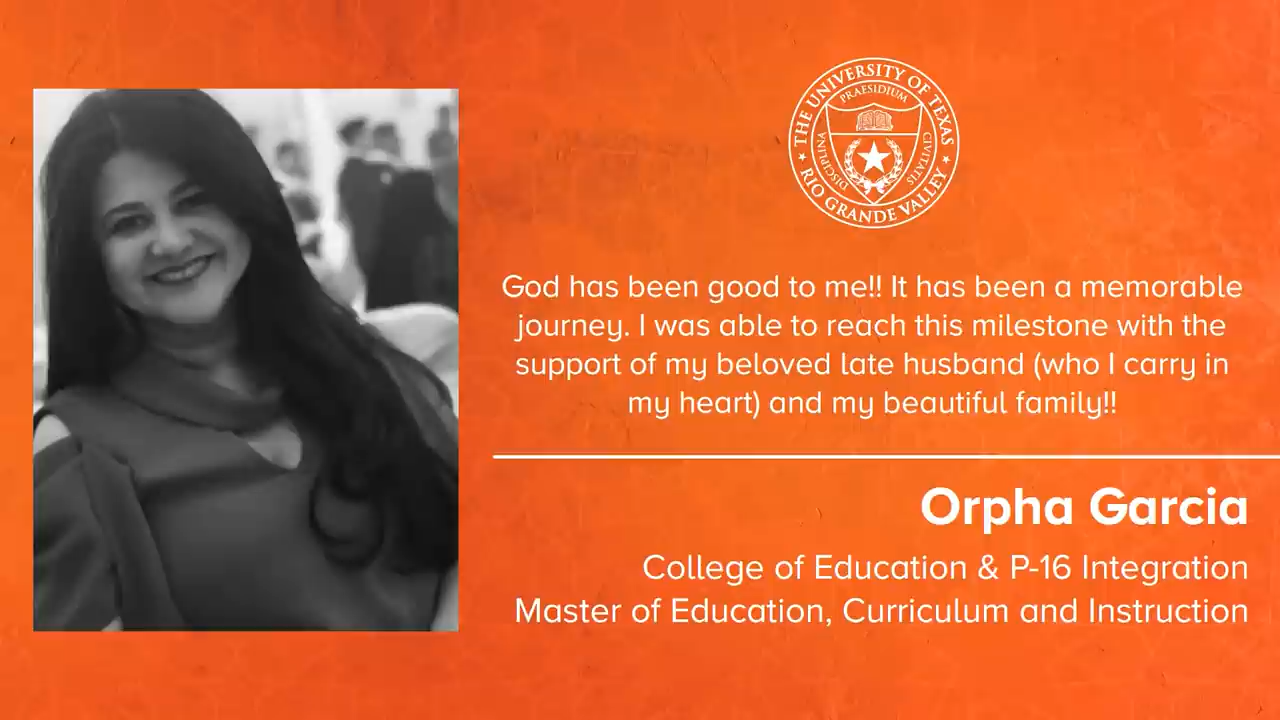 THE UNIVERSITY OF TEXAS
PRAESIDIUM
DISCIPLINA
CIVITATIS
RIO GRANDE VALLEY
God has been good to me!! It has been a memorable
journey. I was able to reach this milestone with the
support of my beloved late husband (who I carry in
my heart) and my beautiful family!!
Orpha Garcia
College of Education & P-16 Integration
Master of Education, Curriculum and Instruction